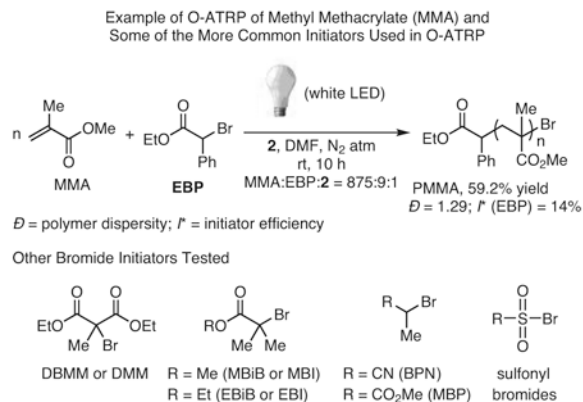 Example of O-ATRP of Methyl Methacrylate (MMA) and
Some of the More Common Initiators Used in O-ATRP
(white LED)
n
Me
OMe
O
MMA
+
O
EtO
Br
Ph
EBP
2, DMF, N2 atm
rt, 10 h
MMA:EBP:2 = 875:9:1
O
EtO
Ph
Me
Br
n
CO2Me
PMMA, 59.2% yield
Đ = 1.29; I* (EBP) = 14%
Đ = polymer dispersity; I* = initiator efficiency
Other Bromide Initiators Tested
O O
EtO OEt
Me Br
DBMM or DMM
O
RO
Br
Me
Me
R = Me (MBiB or MBI)
R = Et (EBiB or EBI)
R Br
Me
R = CN (BPN)
R = CO2Me (MBP)
O
R S Br
O
sulfonyl
bromides